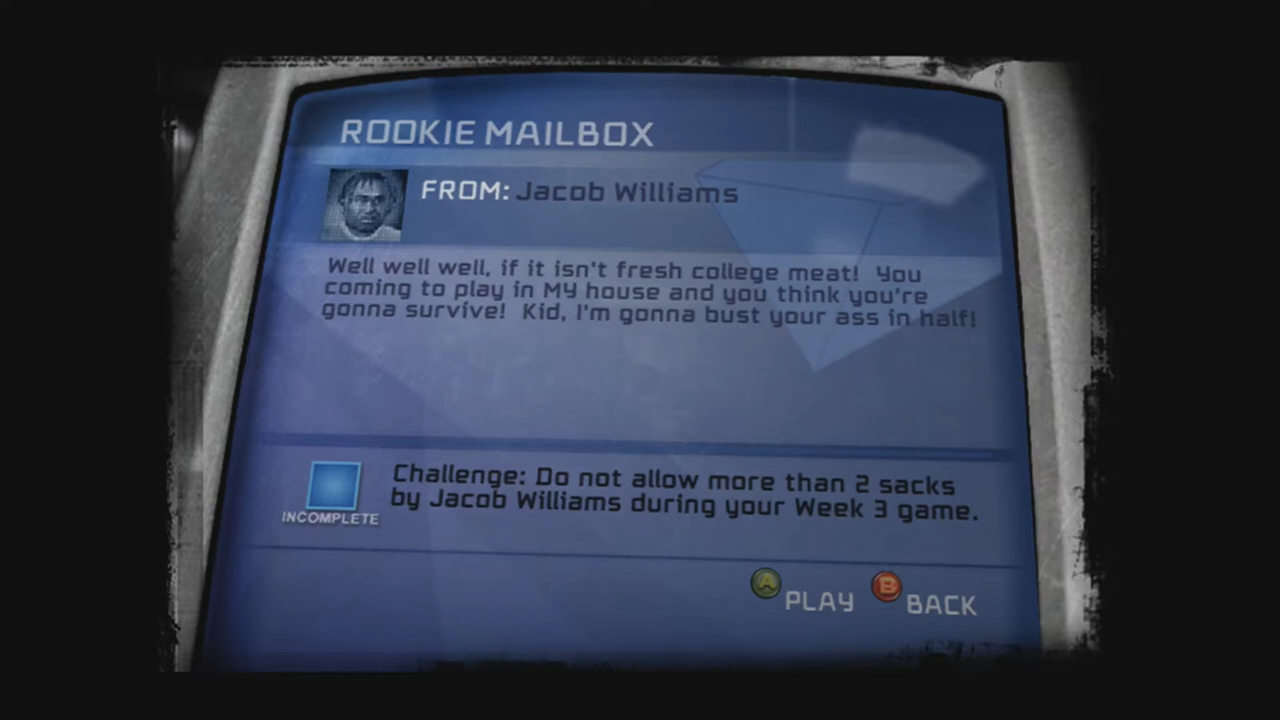 ROOKIE MAILBOX
FROM: Jacob Williams
Well well well, if it isn't fresh college meat! You
coming to play in MY house and you think you're
gonna survive! Kid, I'm gonna bust your ass in half!
Challenge: Do not allow more than 2 sacks
by Jacob Williams during your Week 3 game.
INCOMPLETE
A PLAY B BACK